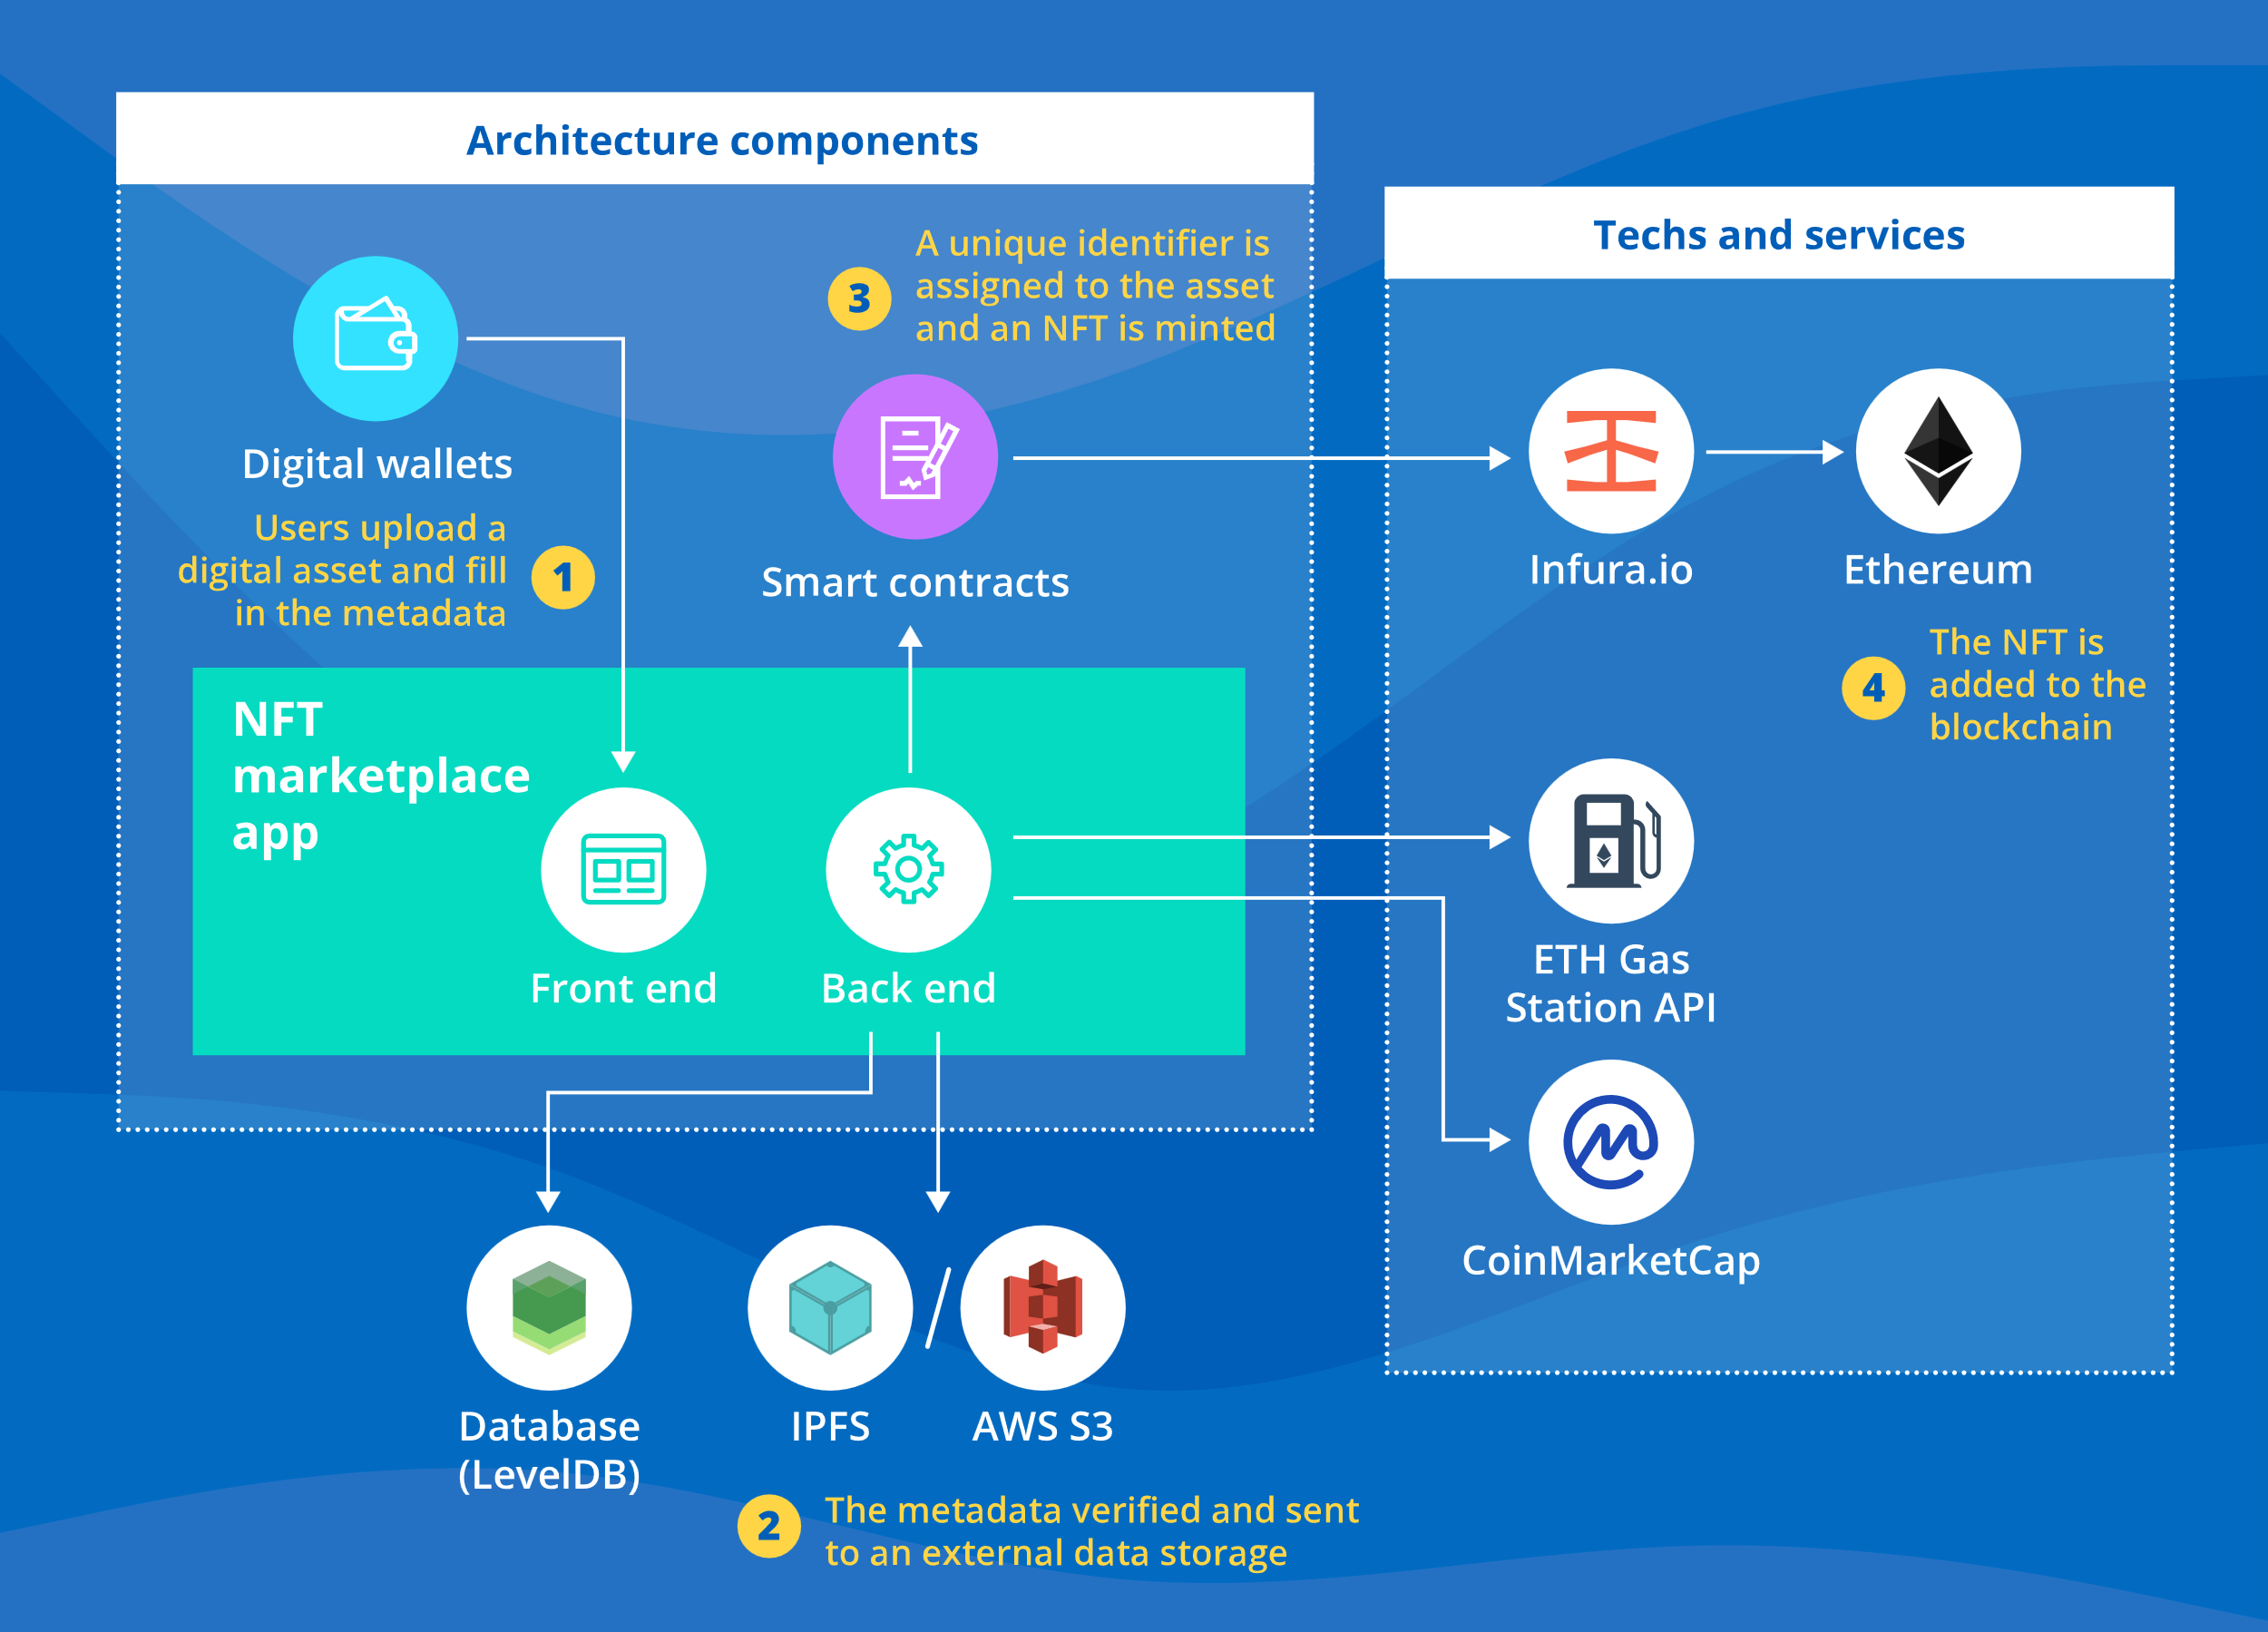 Architecture components
Techs and services
3
A unique identifier is
assigned to the asset
and an NFT is minted
Digital wallets
Users upload a
digital asset and fill
in the metadata
1
Smart contracts
Infura.io
Ethereum
4
The NFT is
added to the
blockchain
NFT
marketplace
app
Front end
Back end
ETH Gas
Station API
CoinMarketCap
Database
(LevelDB)
IPFS
/
AWS S3
2
The metadata verified and sent
to an external data storage